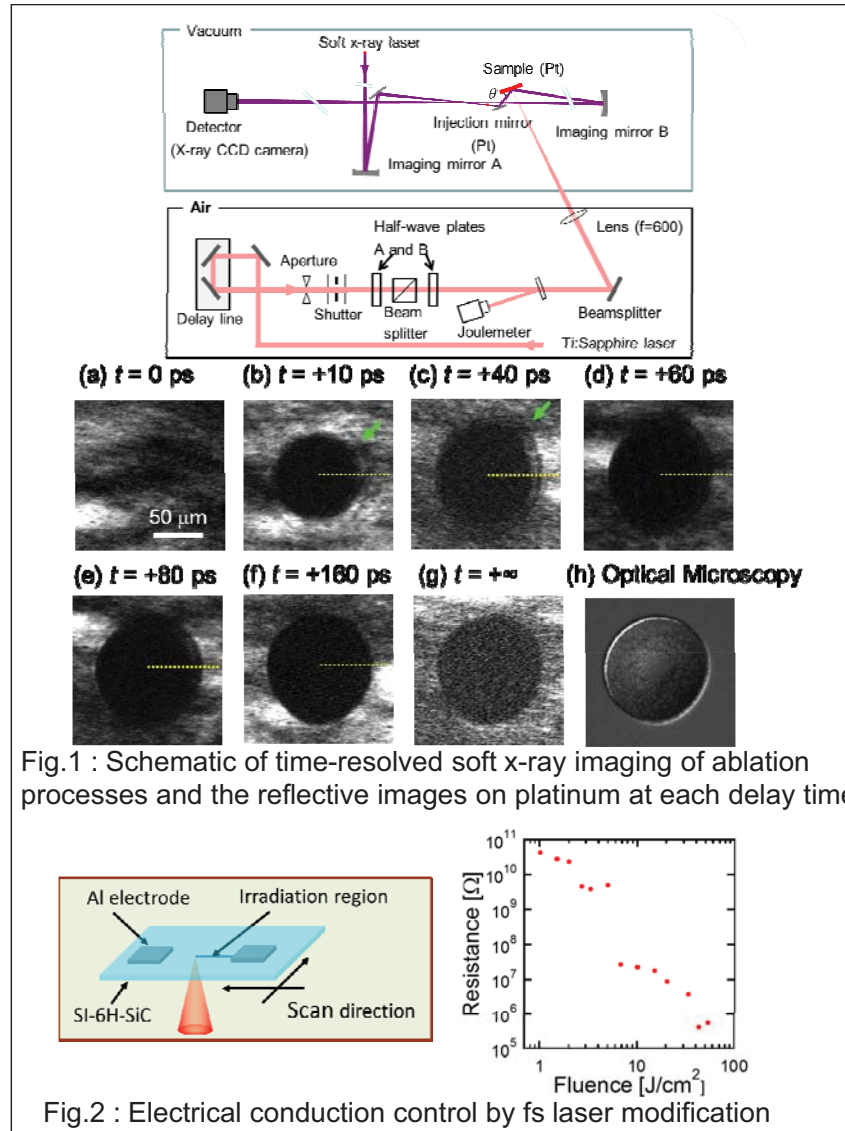 Vacuum
Soft x-ray laser
Sample (Pt)
θ
Detector
(X-ray CCD camera)
Injection mirror
(Pt)
Imaging mirror B
Imaging mirror A
Air
Lens (f=600)
Half-wave plates
A and B
Aperture
Shutter
Beam
splitter
Joulemeter
Beamsplitter
Delay line
Ti:Sapphire laser
(a) t = 0 ps
(b) t = +10 ps
(c) t = +40 ps
(d) t = +60 ps
50 μm
(e) t = +80 ps
(f) t = +160 ps
(g) t = +∞
(h) Optical Microscopy
Fig.1 : Schematic of time-resolved soft x-ray imaging of ablation
processes and the reflective images on platinum at each delay time
Al electrode
Irradiation region
SI-6H-SiC
Scan direction
Resistance [Ω]
10¹¹
10¹⁰
10⁹
10⁸
10⁷
10⁶
10⁵
1
10
100
Fluence [J/cm²]
Fig.2 : Electrical conduction control by fs laser modification